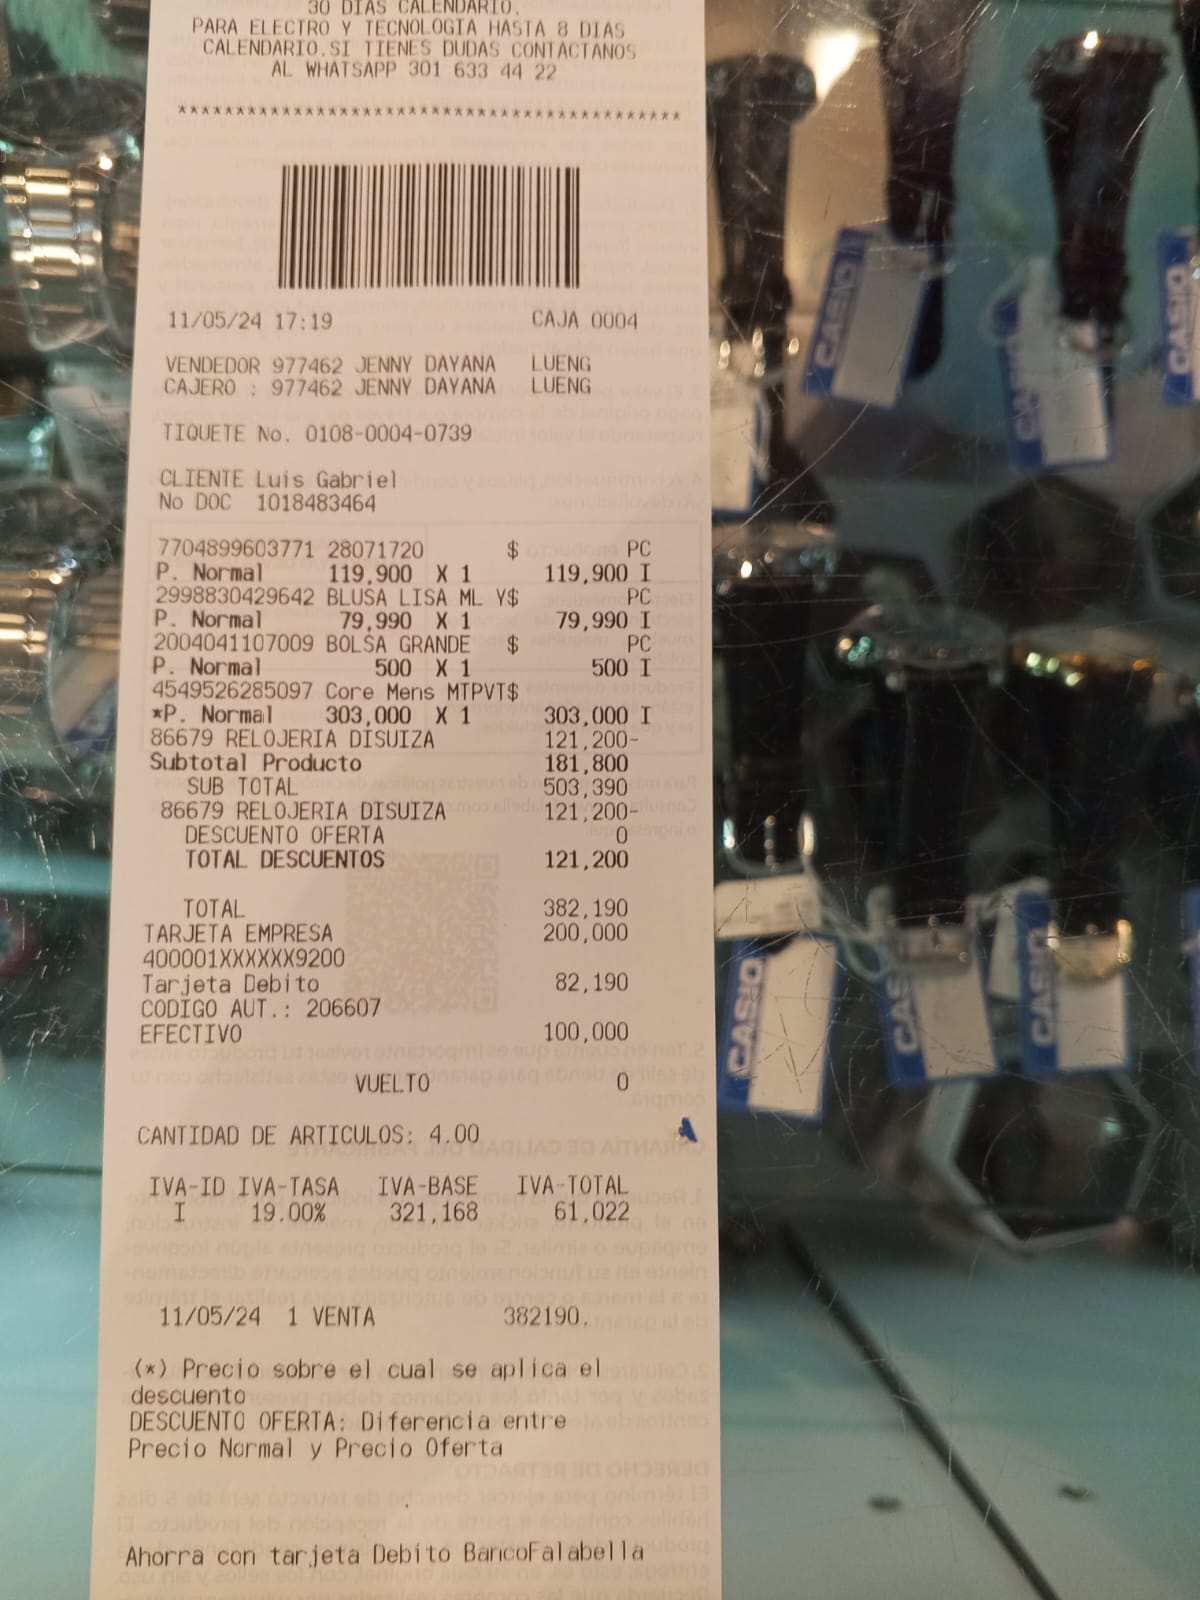 30 DIAS CALENDARIO.
PARA ELECTRO Y TECNOLOGIA HASTA 8 DIAS
CALENDARIO.SI TIENES DUDAS CONTACTANOS
AL WHATSAPP 301 633 44 22
*****************************************
11/05/24 17:19 CAJA 0004
VENDEDOR 977462 JENNY DAYANA LUENG
CAJERO : 977462 JENNY DAYANA LUENG
TIQUETE No. 0108-0004-0739
CLIENTE Luis Gabriel
No DOC 1018483464
7704899603771 28071720 $ PC
P. Normal 119,900 X 1 119,900 I
2998830429642 BLUSA LISA ML Y$ PC
P. Normal 79,990 X 1 79,990 I
2004041107009 BOLSA GRANDE $ PC
P. Normal 500 X 1 500 I
4549526285097 Core Mens MTPVT$
*P. Normal 303,000 X 1 303,000 I
86679 RELOJERIA DISUIZA 121,200-
Subtotal Producto 181,800
SUB TOTAL 503,390
86679 RELOJERIA DISUIZA 121,200-
DESCUENTO OFERTA 0
TOTAL DESCUENTOS 121,200
TOTAL 382,190
TARJETA EMPRESA 200,000
400001XXXXXX9200
Tarjeta Debito 82,190
CODIGO AUT.: 206607
EFECTIVO 100,000
VUELTO 0
CANTIDAD DE ARTICULOS: 4.00
IVA-ID IVA-TASA IVA-BASE IVA-TOTAL
I 19.00% 321,168 61,022
11/05/24 1 VENTA 382190.
(*) Precio sobre el cual se aplica el
descuento
DESCUENTO OFERTA: Diferencia entre
Precio Normal y Precio Oferta
Ahorra con tarjeta Debito BancoFalabella
CASIO
CASIO
CASIO
CASIO
CASIO